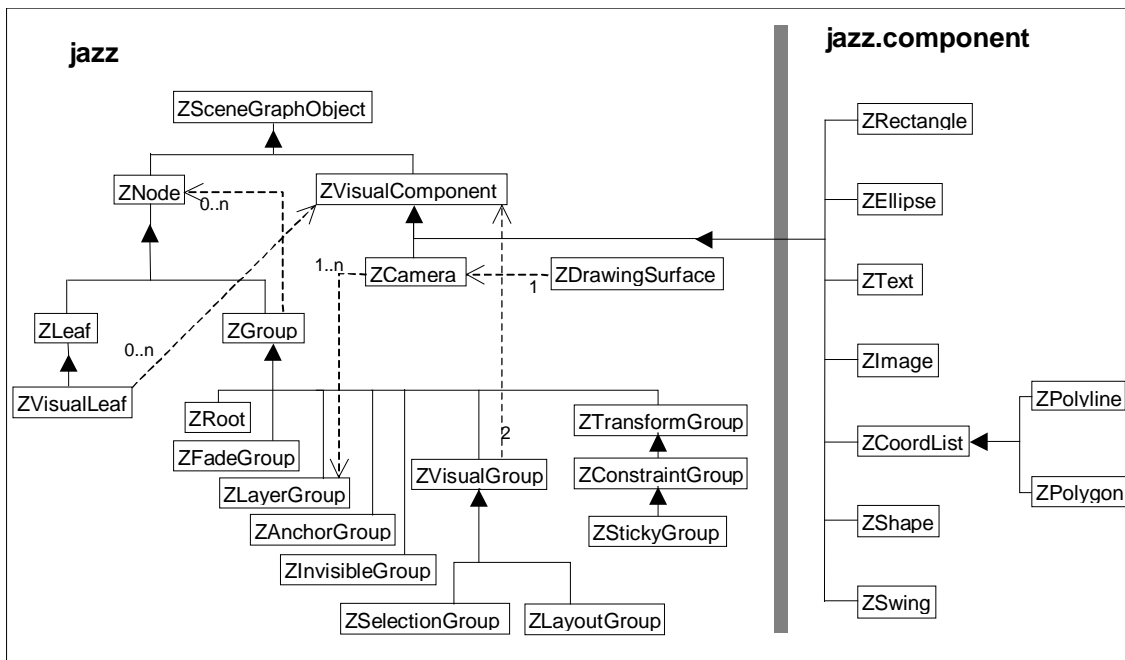 jazz
jazz.component
ZSceneGraphObject
ZRectangle
ZNode
ZVisualComponent
0..n
ZEllipse
1..n
ZCamera
1
ZDrawingSurface
ZText
ZLeaf
ZGroup
0..n
ZImage
ZVisualLeaf
ZRoot
ZTransformGroup
ZPolyline
2
ZFadeGroup
ZVisualGroup
ZConstraintGroup
ZCoordList
ZLayerGroup
ZPolygon
ZAnchorGroup
ZStickyGroup
ZShape
ZInvisibleGroup
ZSelectionGroup
ZLayoutGroup
ZSwing